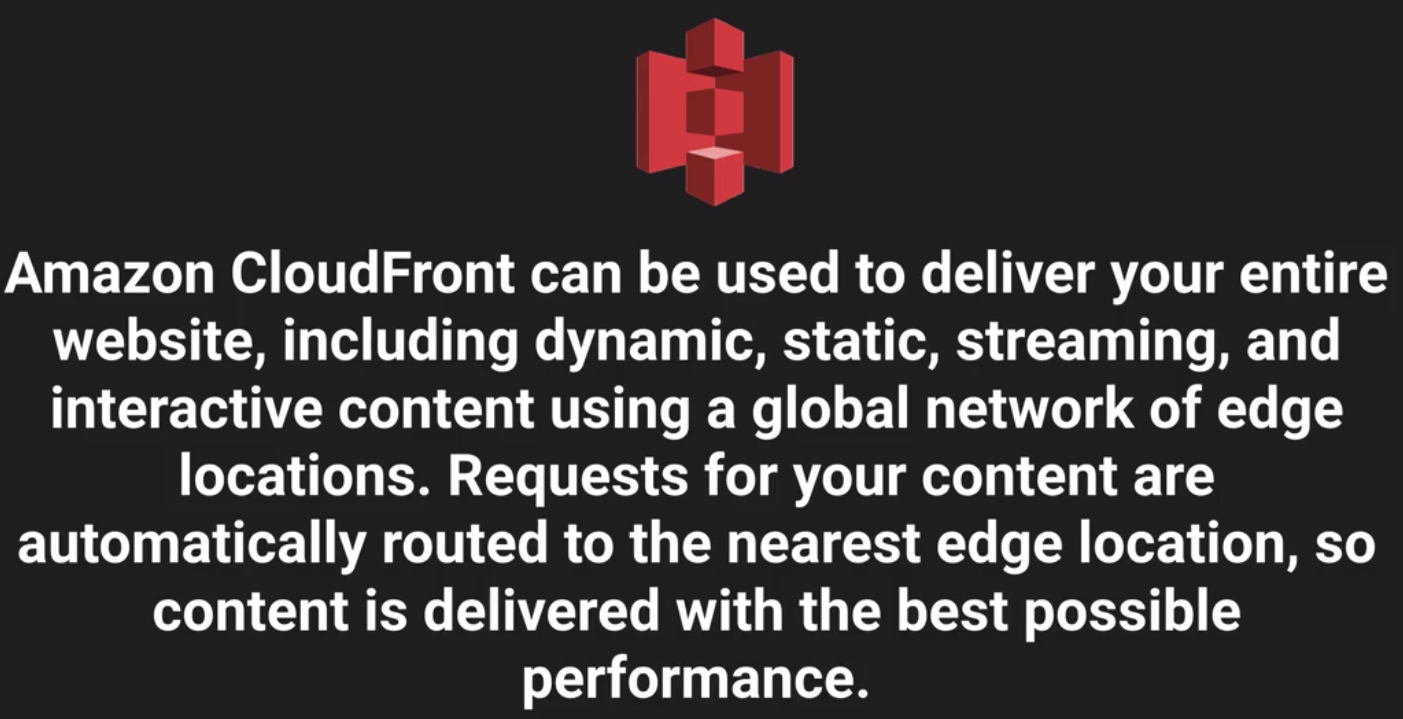 Amazon CloudFront can be used to deliver your entire
website, including dynamic, static, streaming, and
interactive content using a global network of edge
locations. Requests for your content are
automatically routed to the nearest edge location, so
content is delivered with the best possible
performance.